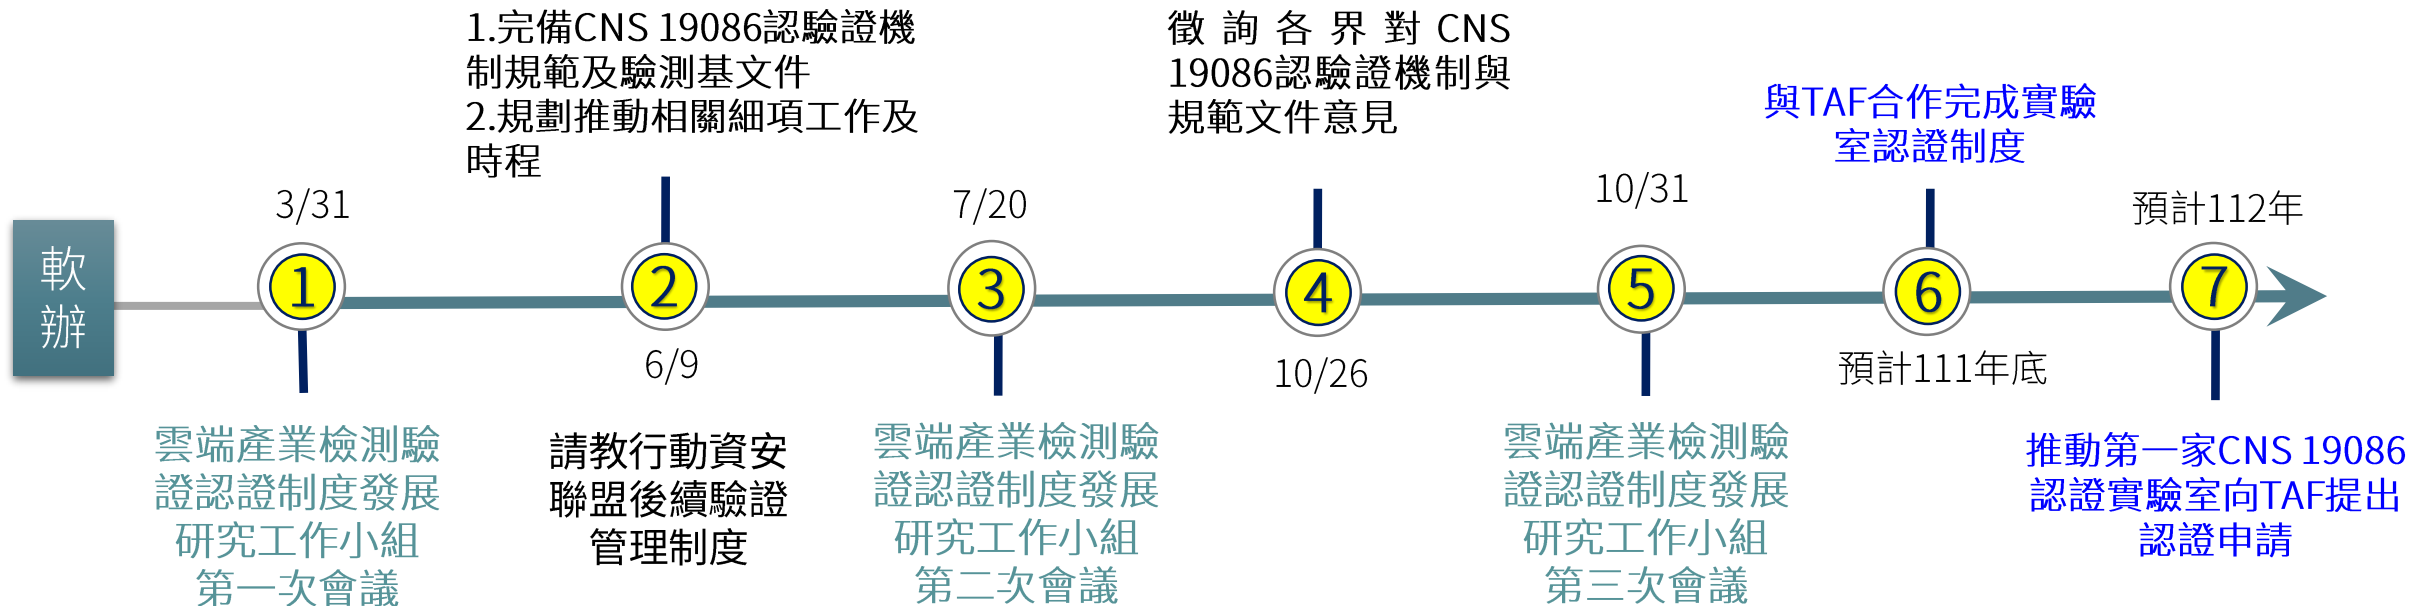 軟
辦
3/31
1
雲端產業檢測驗
證認證制度發展
研究工作小組
第一次會議
1.完備CNS 19086認驗證機
制規範及驗測基文件
2.規劃推動相關細項工作及
時程
2
6/9
請教行動資安
聯盟後續驗證
管理制度
7/20
3
雲端產業檢測驗
證認證制度發展
研究工作小組
第二次會議
徵詢各界對CNS
19086認驗證機制與
規範文件意見
4
10/26
10/31
5
雲端產業檢測驗
證認證制度發展
研究工作小組
第三次會議
與TAF合作完成實驗
室認證制度
6
預計111年底
預計112年
7
推動第一家CNS 19086
認證實驗室向TAF提出
認證申請